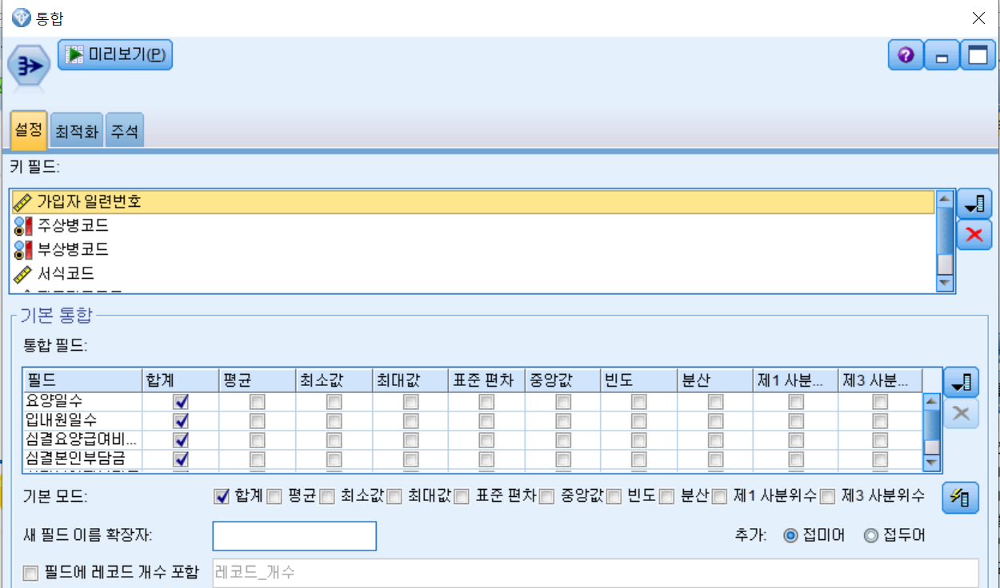 통합
미리보기(P)
설정 최적화 주석
키 필드:
가입자 일련번호
주상병코드
부상병코드
서식코드
기본 통합
통합 필드:
필드 합계 평균 최소값 최대값 표준 편차 중앙값 빈도 분산 제1 사분... 제3 사분...
요양일수
입내원일수
심결요양급여비...
심결본인부담금
기본 모드: 합계 평균 최소값 최대값 표준 편차 중앙값 빈도 분산 제1 사분위수 제3 사분위수
새 필드 이름 확장자: 추가: 접미어 접두어
필드에 레코드 개수 포함 레코드_개수